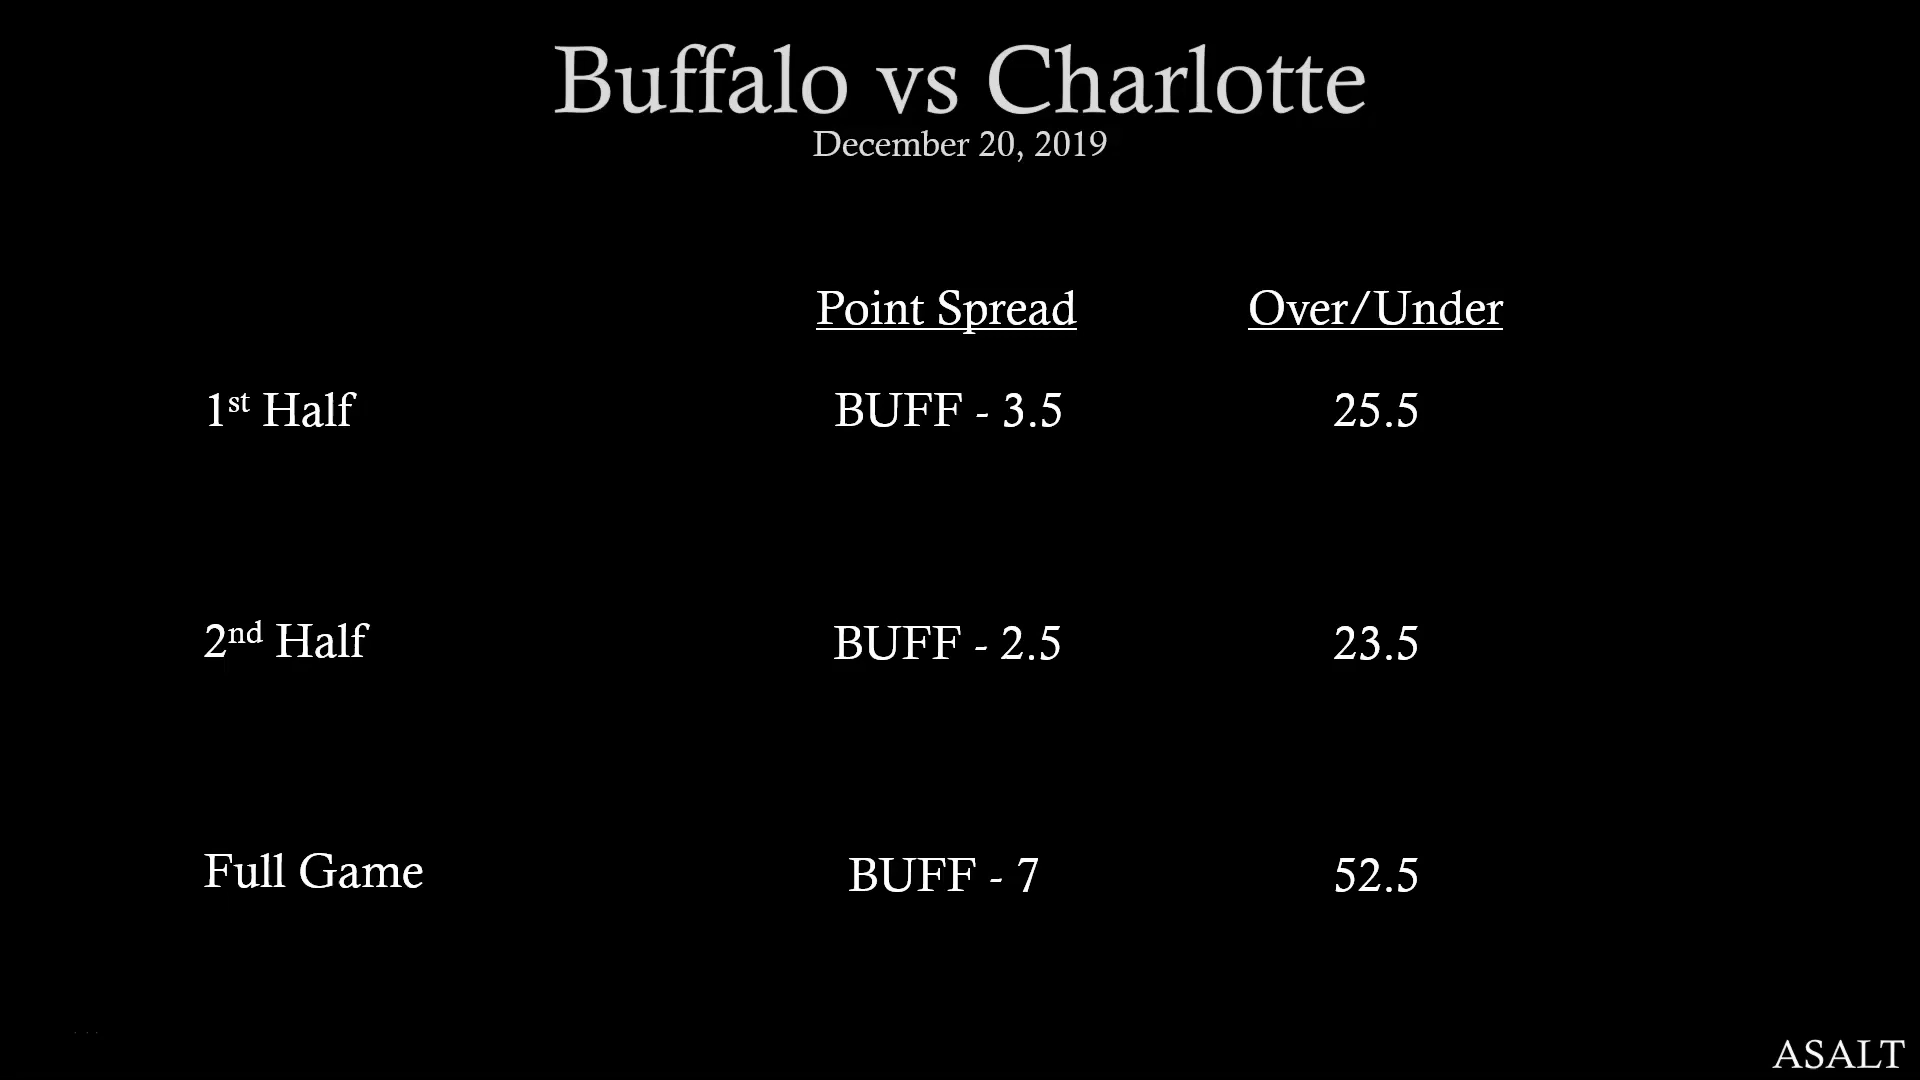 Buffalo vs Charlotte
December 20, 2019
Point Spread Over/Under
1st Half BUFF - 3.5 25.5
2nd Half BUFF - 2.5 23.5
Full Game BUFF - 7 52.5
ASALT